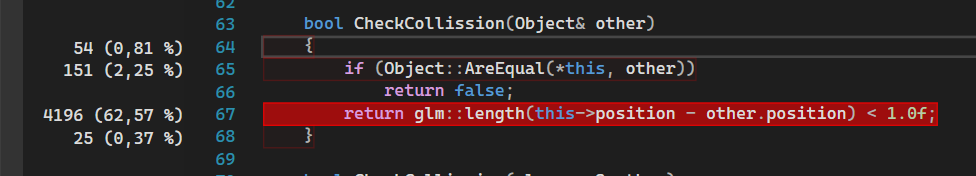 62
63 bool CheckCollission(Object& other)
54 (0,81 %) 64 {
151 (2,25 %) 65 if (Object::AreEqual(*this, other))
66 return false;
4196 (62,57 %) 67 return glm::length(this->position - other.position) < 1.0f;
25 (0,37 %) 68 }
69